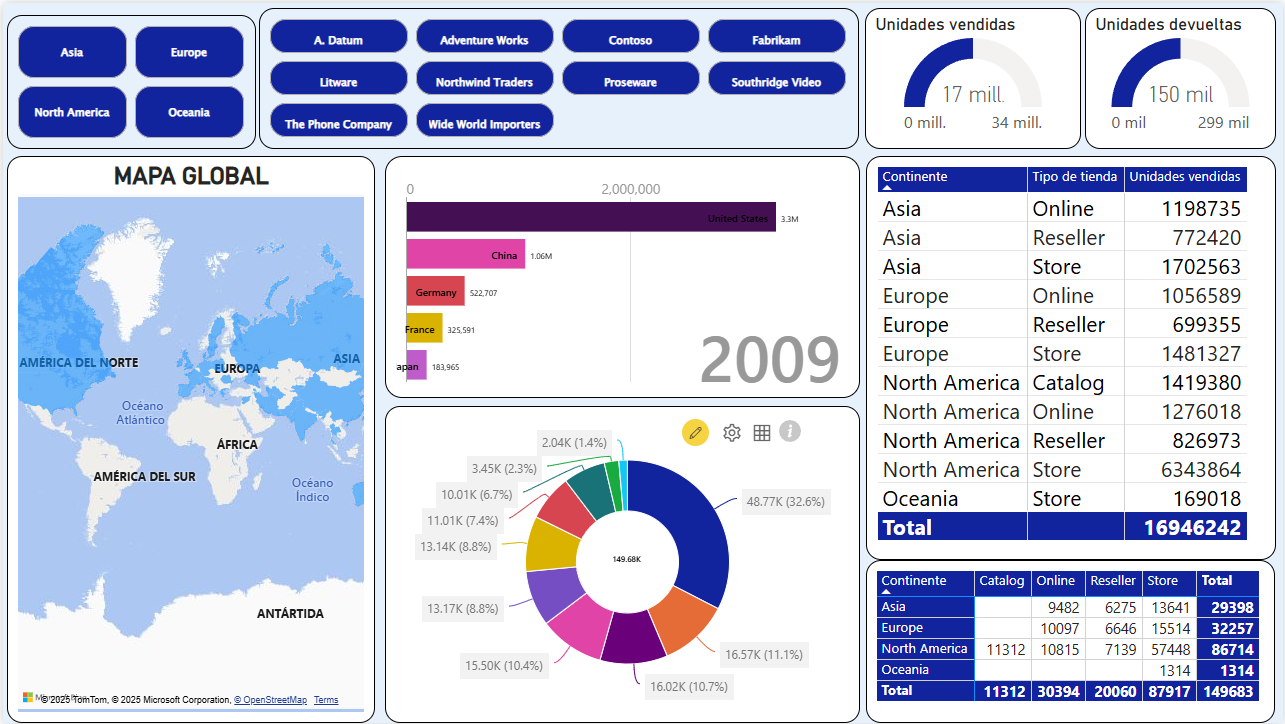 Asia Europe
North America Oceania
A. Datum Adventure Works Contoso Fabrikam
Litware Northwind Traders Proseware Southridge Video
The Phone Company Wide World Importers
Unidades vendidas
17 mill.
0 mill. 34 mill.
Unidades devueltas
150 mil
0 mil 299 mil
MAPA GLOBAL
AMÉRICA DEL NORTE
EUROPA
ASIA
Océano
Atlántico
ÁFRICA
AMÉRICA DEL SUR
Océano
Índico
ANTÁRTIDA
© 2025 TomTom, © 2025 Microsoft Corporation, © OpenStreetMap Terms
0 2,000,000
United States 3.3M
China 1.06M
Germany 522,707
France 325,591
apan 183,965
2009
2.04K (1.4%)
3.45K (2.3%)
10.01K (6.7%)
11.01K (7.4%)
13.14K (8.8%)
13.17K (8.8%)
15.50K (10.4%)
16.02K (10.7%)
16.57K (11.1%)
48.77K (32.6%)
149.68K
Continente Tipo de tienda Unidades vendidas
Asia Online 1198735
Asia Reseller 772420
Asia Store 1702563
Europe Online 1056589
Europe Reseller 699355
Europe Store 1481327
North America Catalog 1419380
North America Online 1276018
North America Reseller 826973
North America Store 6343864
Oceania Store 169018
Total 16946242
Continente Catalog Online Reseller Store Total
Asia 9482 6275 13641 29398
Europe 10097 6646 15514 32257
North America 11312 10815 7139 57448 86714
Oceania 1314 1314
Total 11312 30394 20060 87917 149683